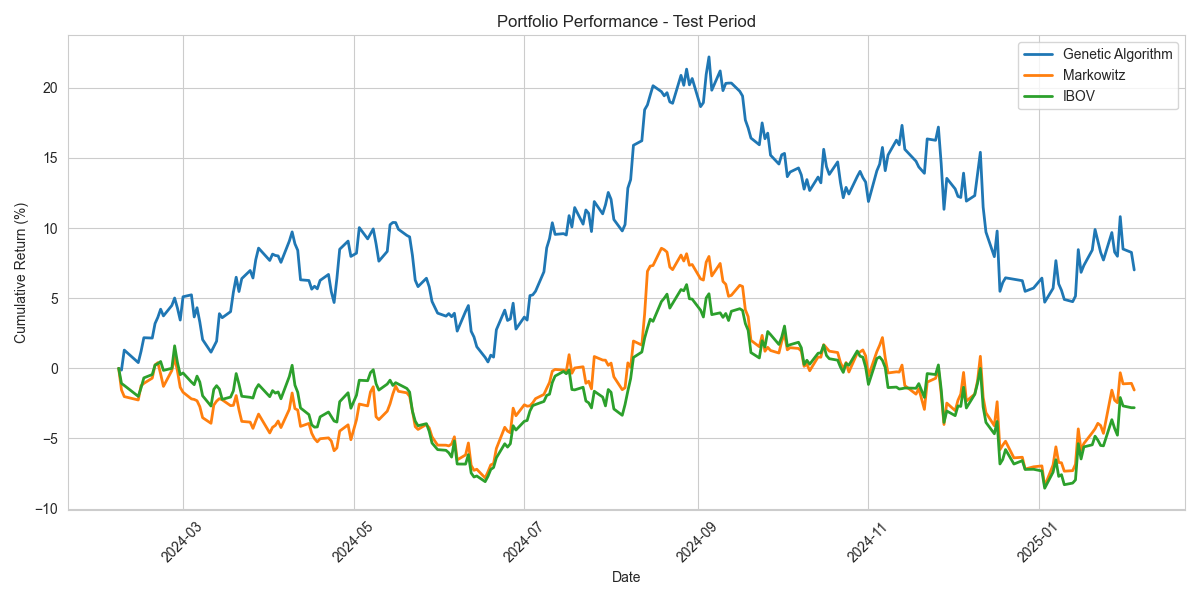 Portfolio Performance - Test Period
Genetic Algorithm
Markowitz
IBOV
Cumulative Return (%)
20
15
10
5
0
−5
−10
2024-03
2024-05
2024-07
2024-09
2024-11
2025-01
Date